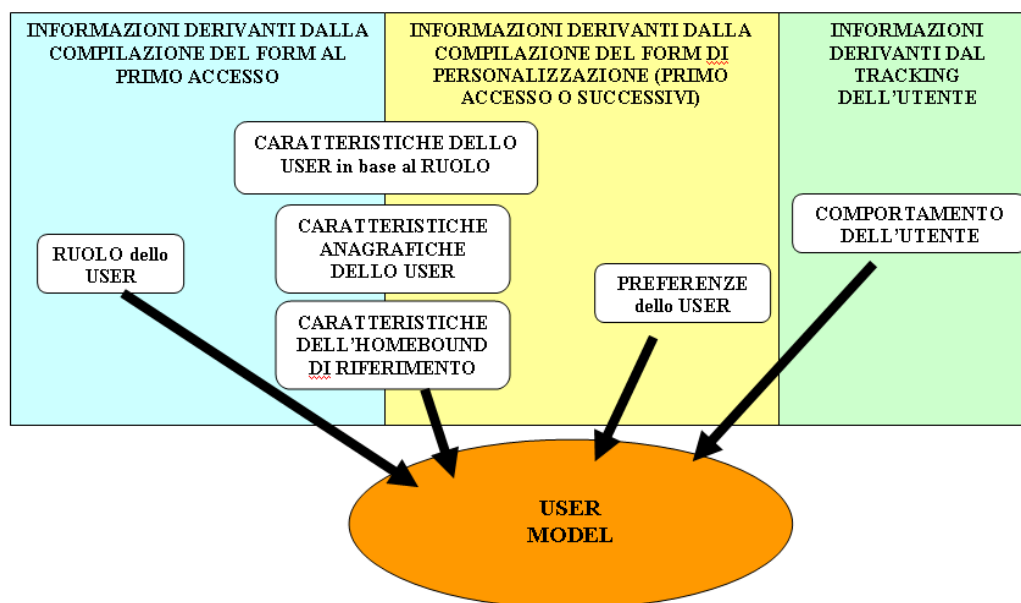 INFORMAZIONI DERIVANTI DALLA
COMPILAZIONE DEL FORM AL
PRIMO ACCESSO
INFORMAZIONI DERIVANTI DALLA
COMPILAZIONE DEL FORM DI
PERSONALIZZAZIONE (PRIMO
ACCESSO O SUCCESSIVI)
INFORMAZIONI
DERIVANTI DAL
TRACKING
DELL'UTENTE
CARATTERISTICHE DELLO
USER in base al RUOLO
CARATTERISTICHE
ANAGRAFICHE
DELLO USER
RUOLO dello
USER
CARATTERISTICHE
DELL'HOMEBOUND
DI RIFERIMENTO
PREFERENZE
dello USER
COMPORTAMENTO
DELL'UTENTE
USER
MODEL